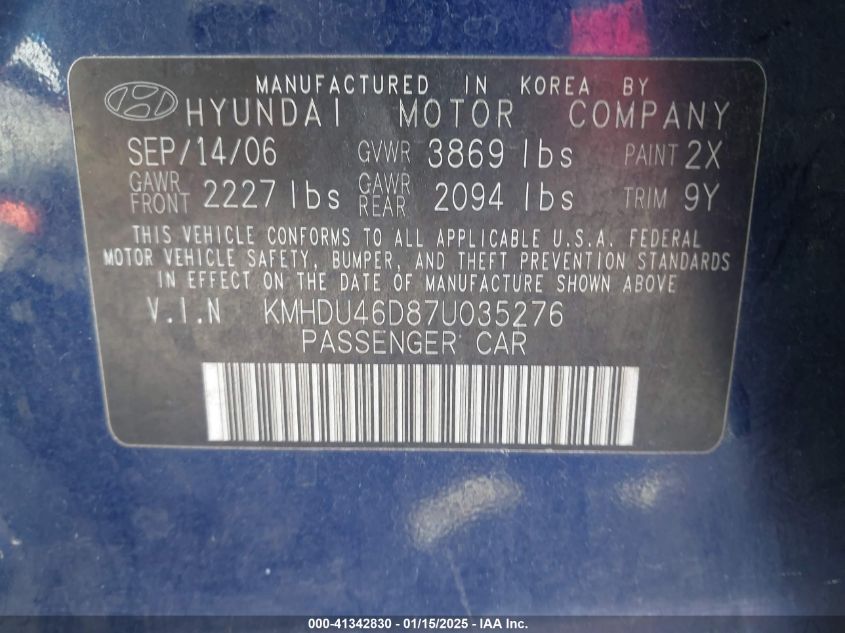 MANUFACTURED IN KOREA BY
HYUNDAI MOTOR COMPANY
SEP/14/06 GVWR 3869 lbs PAINT 2X
GAWR FRONT 2227 lbs GAWR REAR 2094 lbs TRIM 9Y
THIS VEHICLE CONFORMS TO ALL APPLICABLE U.S.A. FEDERAL
MOTOR VEHICLE SAFETY, BUMPER, AND THEFT PREVENTION STANDARDS
IN EFFECT ON THE DATE OF MANUFACTURE SHOWN ABOVE
V.I.N KMHDU46D87U035276
PASSENGER CAR
000-41342830 - 01/15/2025 - IAA Inc.